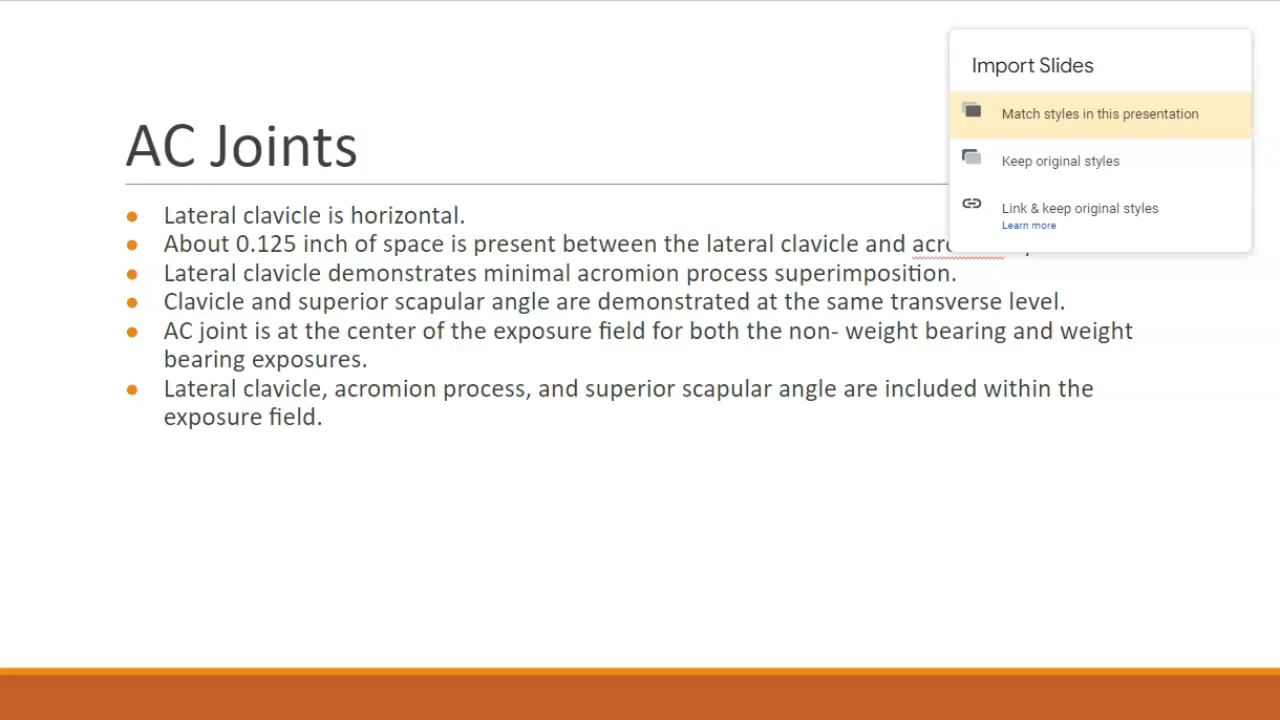 Import Slides
Match styles in this presentation
Keep original styles
Link & keep original styles
Learn more
AC Joints
Lateral clavicle is horizontal.
About 0.125 inch of space is present between the lateral clavicle and
Lateral clavicle demonstrates minimal acromion process superimposition.
Clavicle and superior scapular angle are demonstrated at the same transverse level.
AC joint is at the center of the exposure field for both the non- weight bearing and weight
bearing exposures.
Lateral clavicle, acromion process, and superior scapular angle are included within the
exposure field.